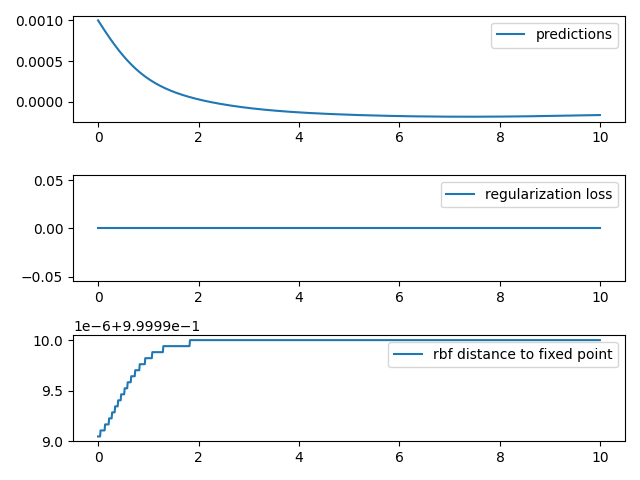 0.0010
predictions
0.0005
0.0000
0 2 4 6 8 10
0.05
regularization loss
0.00
−0.05
0 2 4 6 8 10
1e−6+9.9999e−1
10.0
rbf distance to fixed point
9.5
9.0
0 2 4 6 8 10